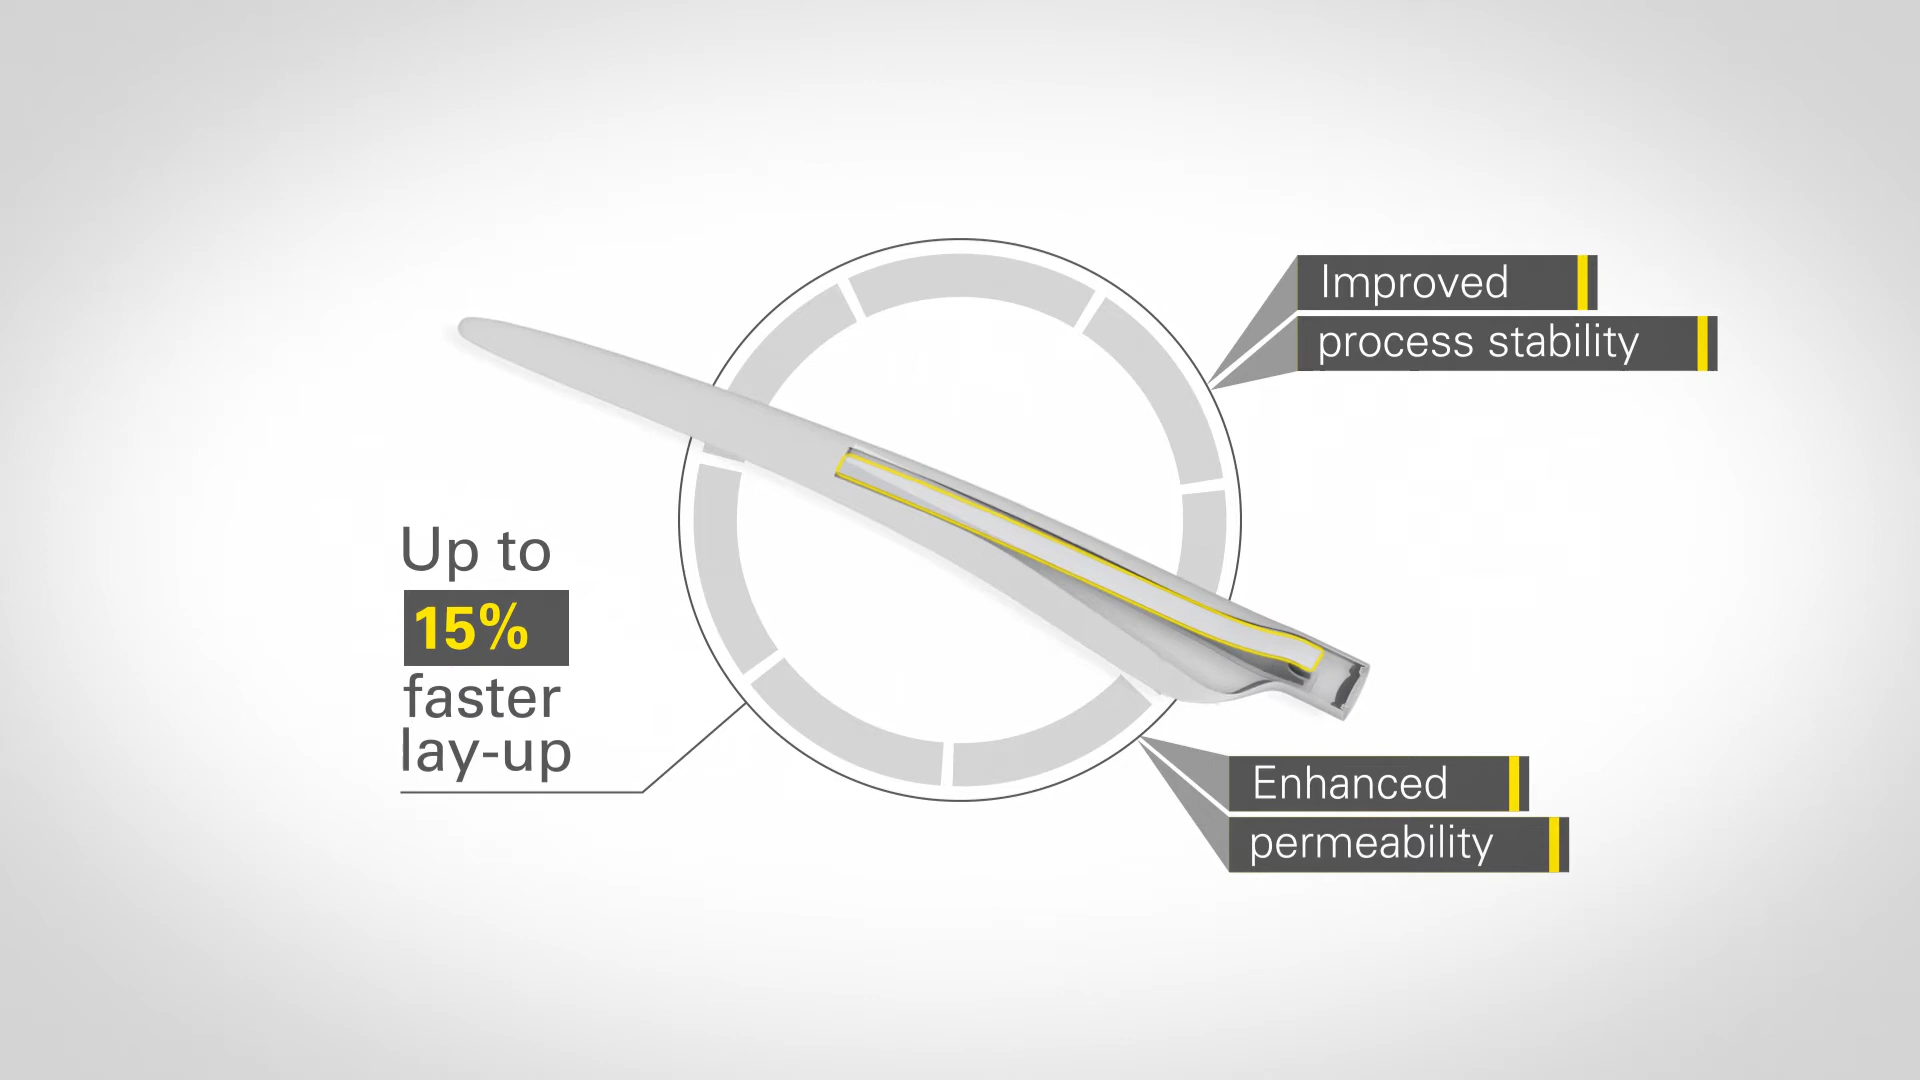 Improved
process stability
Up to
15%
faster
lay-up
Enhanced
permeability